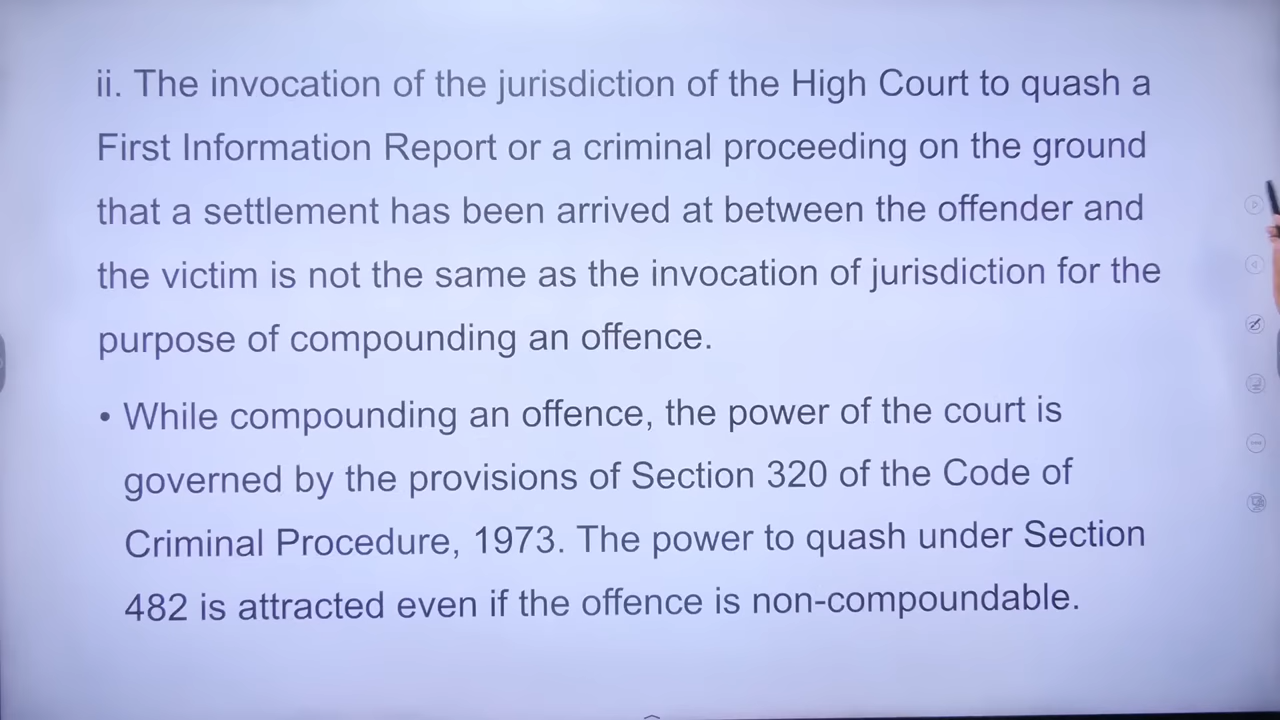 ii. The invocation of the jurisdiction of the High Court to quash a
First Information Report or a criminal proceeding on the ground
that a settlement has been arrived at between the offender and
the victim is not the same as the invocation of jurisdiction for the
purpose of compounding an offence.
• While compounding an offence, the power of the court is
governed by the provisions of Section 320 of the Code of
Criminal Procedure, 1973. The power to quash under Section
482 is attracted even if the offence is non-compoundable.